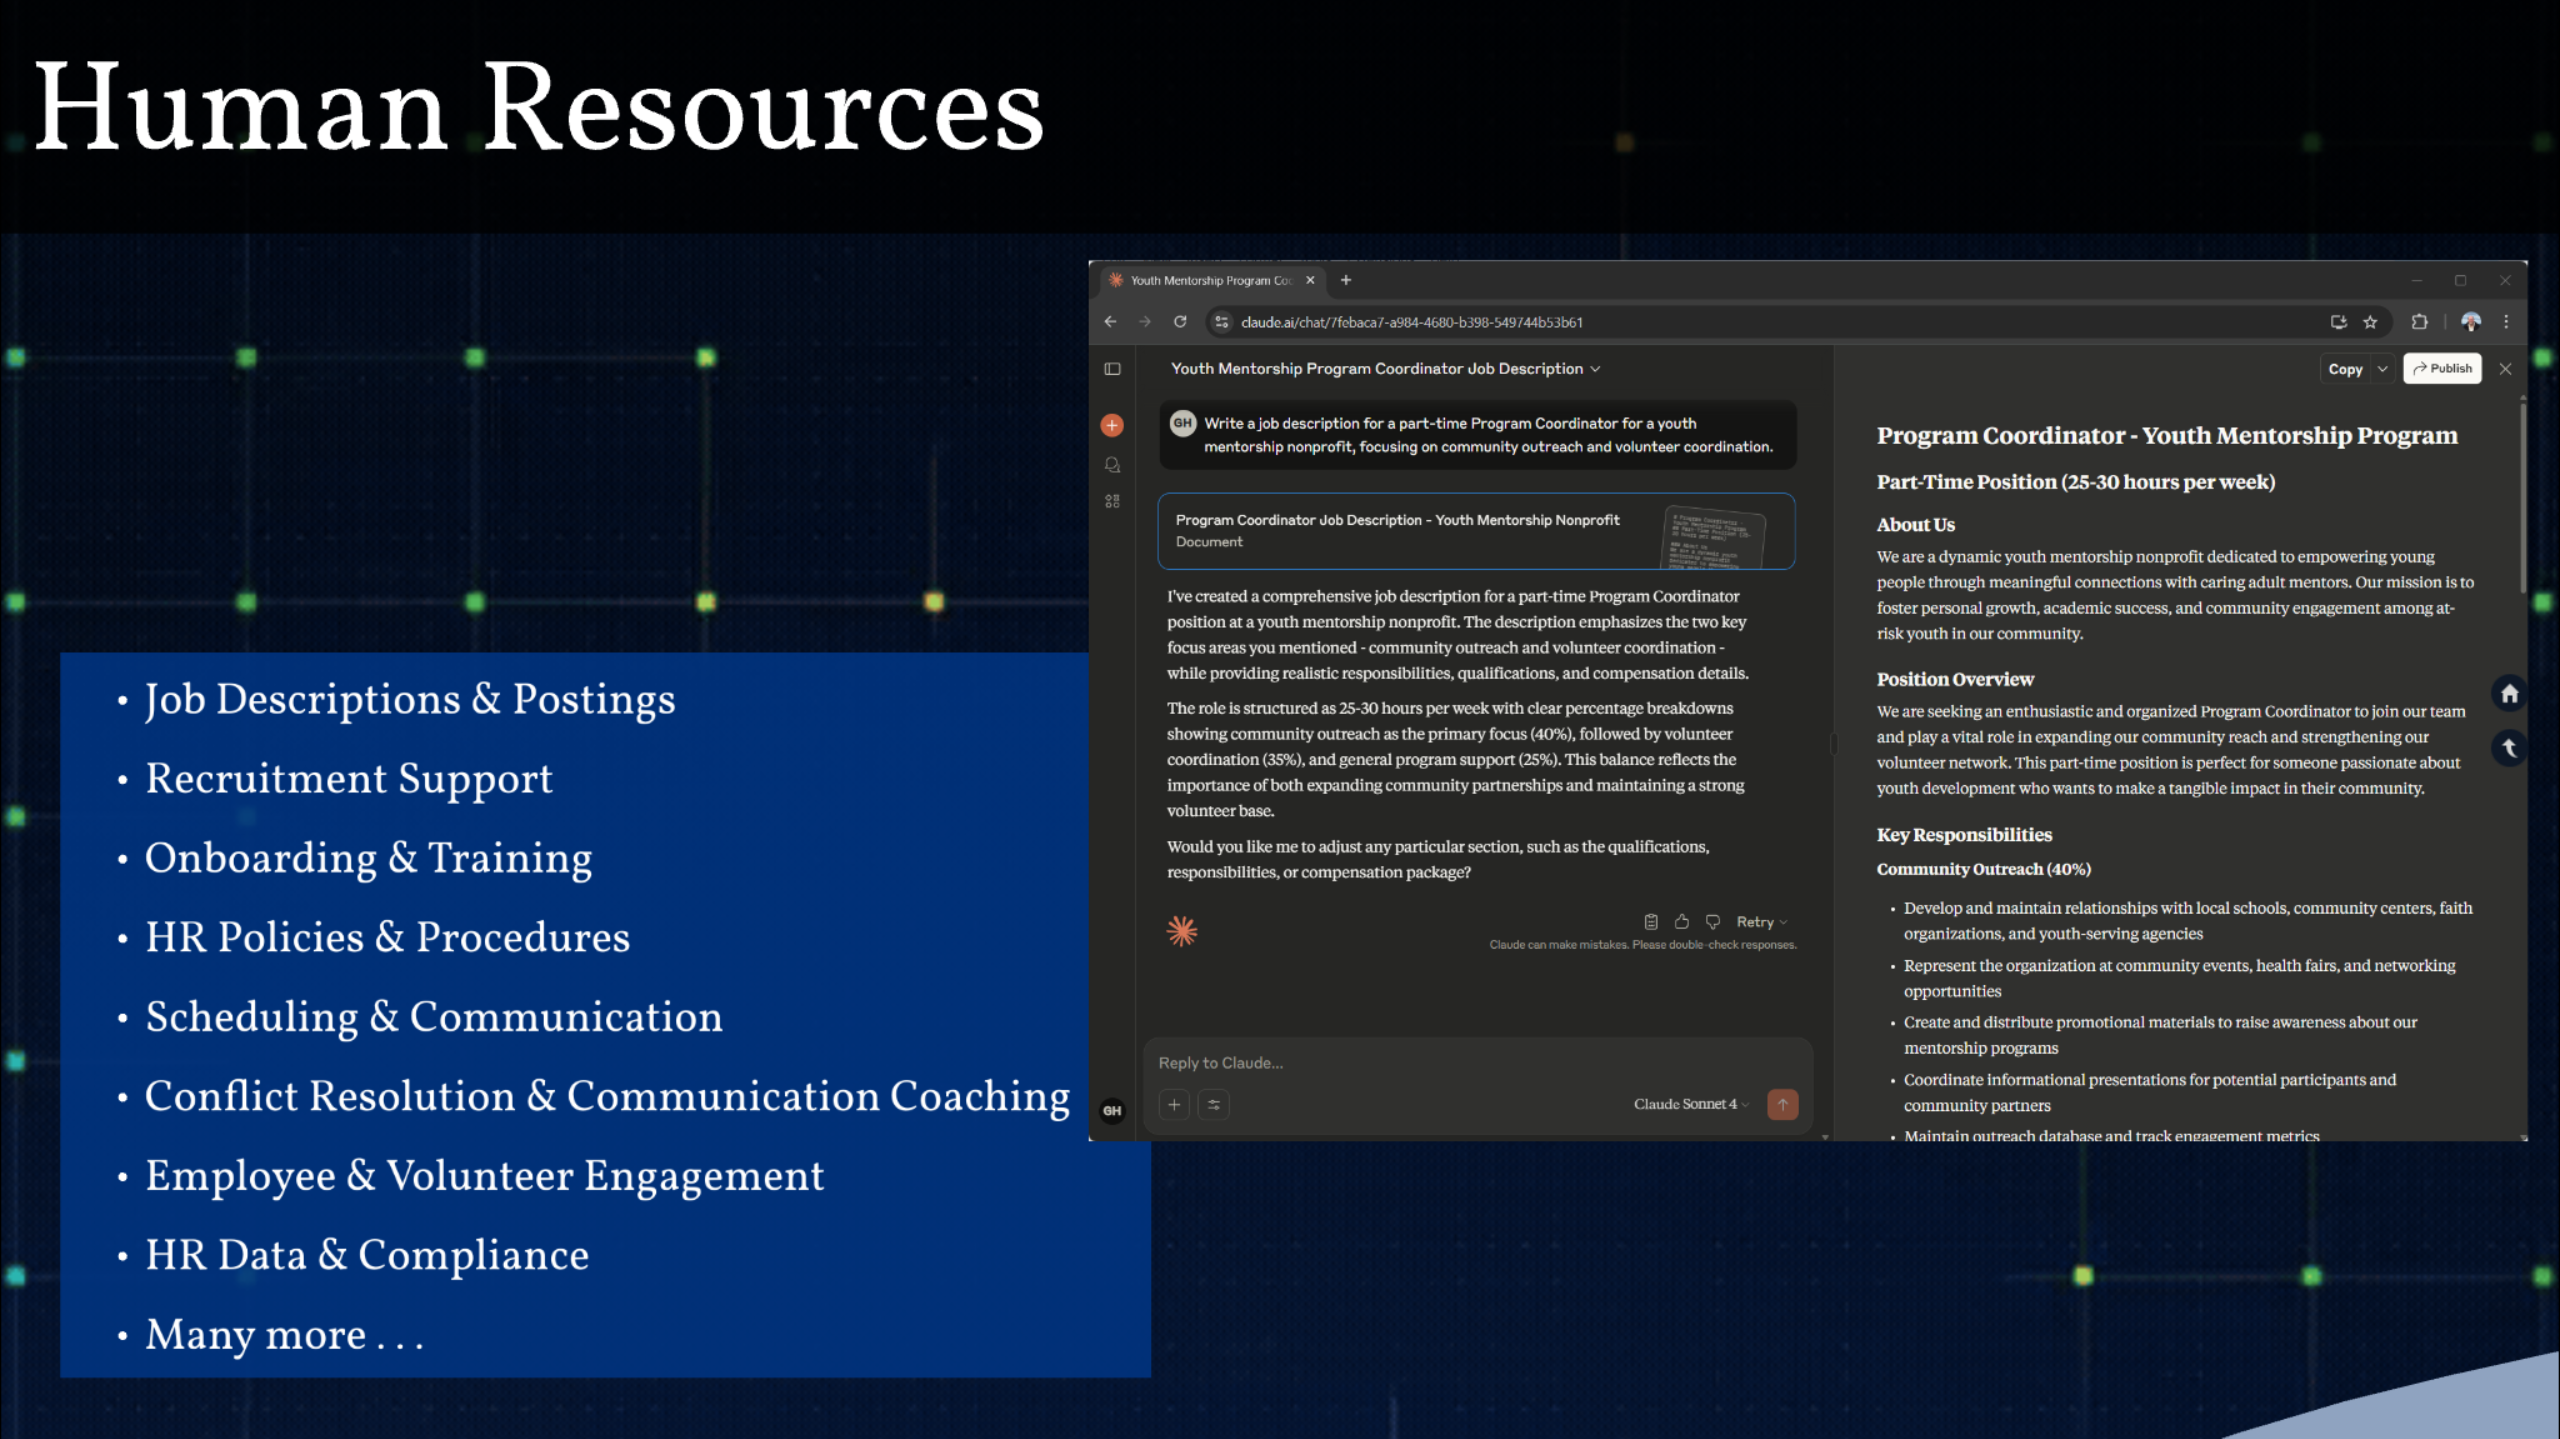 Human Resources
• Job Descriptions & Postings
• Recruitment Support
• Onboarding & Training
• HR Policies & Procedures
• Scheduling & Communication
• Conflict Resolution & Communication Coaching
• Employee & Volunteer Engagement
• HR Data & Compliance
• Many more . . .
Youth Mentorship Program Coo
claude.ai/chat/7febaca7-a984-4680-b398-549744b53b61
Youth Mentorship Program Coordinator Job Description
GH
Write a job description for a part-time Program Coordinator for a youth
mentorship nonprofit, focusing on community outreach and volunteer coordination.
Program Coordinator Job Description - Youth Mentorship Nonprofit
Document
I've created a comprehensive job description for a part-time Program Coordinator
position at a youth mentorship nonprofit. The description emphasizes the two key
focus areas you mentioned - community outreach and volunteer coordination -
while providing realistic responsibilities, qualifications, and compensation details.
The role is structured as 25-30 hours per week with clear percentage breakdowns
showing community outreach as the primary focus (40%), followed by volunteer
coordination (35%), and general program support (25%). This balance reflects the
importance of both expanding community partnerships and maintaining a strong
volunteer base.
Would you like me to adjust any particular section, such as the qualifications,
responsibilities, or compensation package?
Retry
Claude can make mistakes. Please double-check responses.
Reply to Claude...
Claude Sonnet 4
GH
Copy
Publish
Program Coordinator - Youth Mentorship Program
Part-Time Position (25-30 hours per week)
About Us
We are a dynamic youth mentorship nonprofit dedicated to empowering young
people through meaningful connections with caring adult mentors. Our mission is to
foster personal growth, academic success, and community engagement among at-
risk youth in our community.
Position Overview
We are seeking an enthusiastic and organized Program Coordinator to join our team
and play a vital role in expanding our community reach and strengthening our
volunteer network. This part-time position is perfect for someone passionate about
youth development who wants to make a tangible impact in their community.
Key Responsibilities
Community Outreach (40%)
• Develop and maintain relationships with local schools, community centers, faith
organizations, and youth-serving agencies
• Represent the organization at community events, health fairs, and networking
opportunities
• Create and distribute promotional materials to raise awareness about our
mentorship programs
• Coordinate informational presentations for potential participants and
community partners
• Maintain outreach database and track engagement metrics